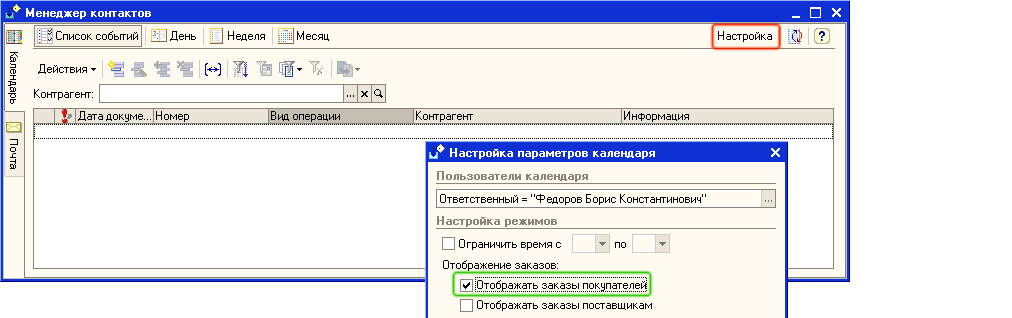 Менеджер контактов
Список событий День Неделя Месяц Настройка ?
Действия
Контрагент: ...
Дата докуме... Номер Вид операции Контрагент Информация
Календарь
Почта
Настройка параметров календаря
Пользователи календаря
Ответственный = "Федоров Борис Константинович" ...
Настройка режимов
Ограничить время с по
Отображение заказов:
Отображать заказы покупателей
Отображать заказы поставщикам